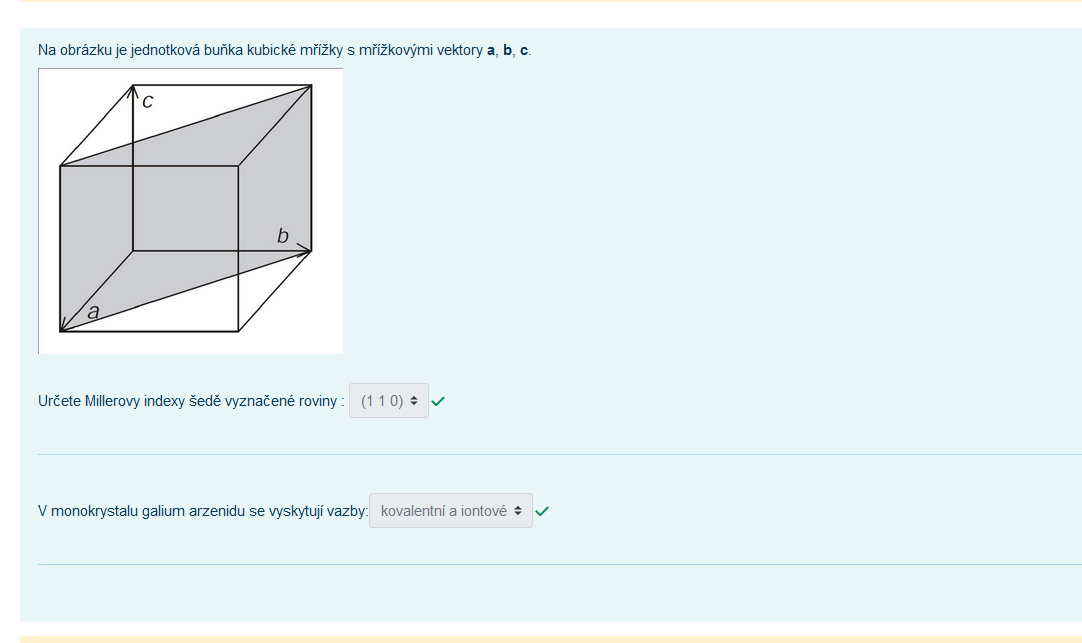 Na obrázku je jednotková buňka kubické mřížky s mřížkovými vektory a, b, c.
c
b
a
Určete Millerovy indexy šedě vyznačené roviny : (1 1 0)
V monokrystalu galium arzenidu se vyskytují vazby: kovalentní a iontové